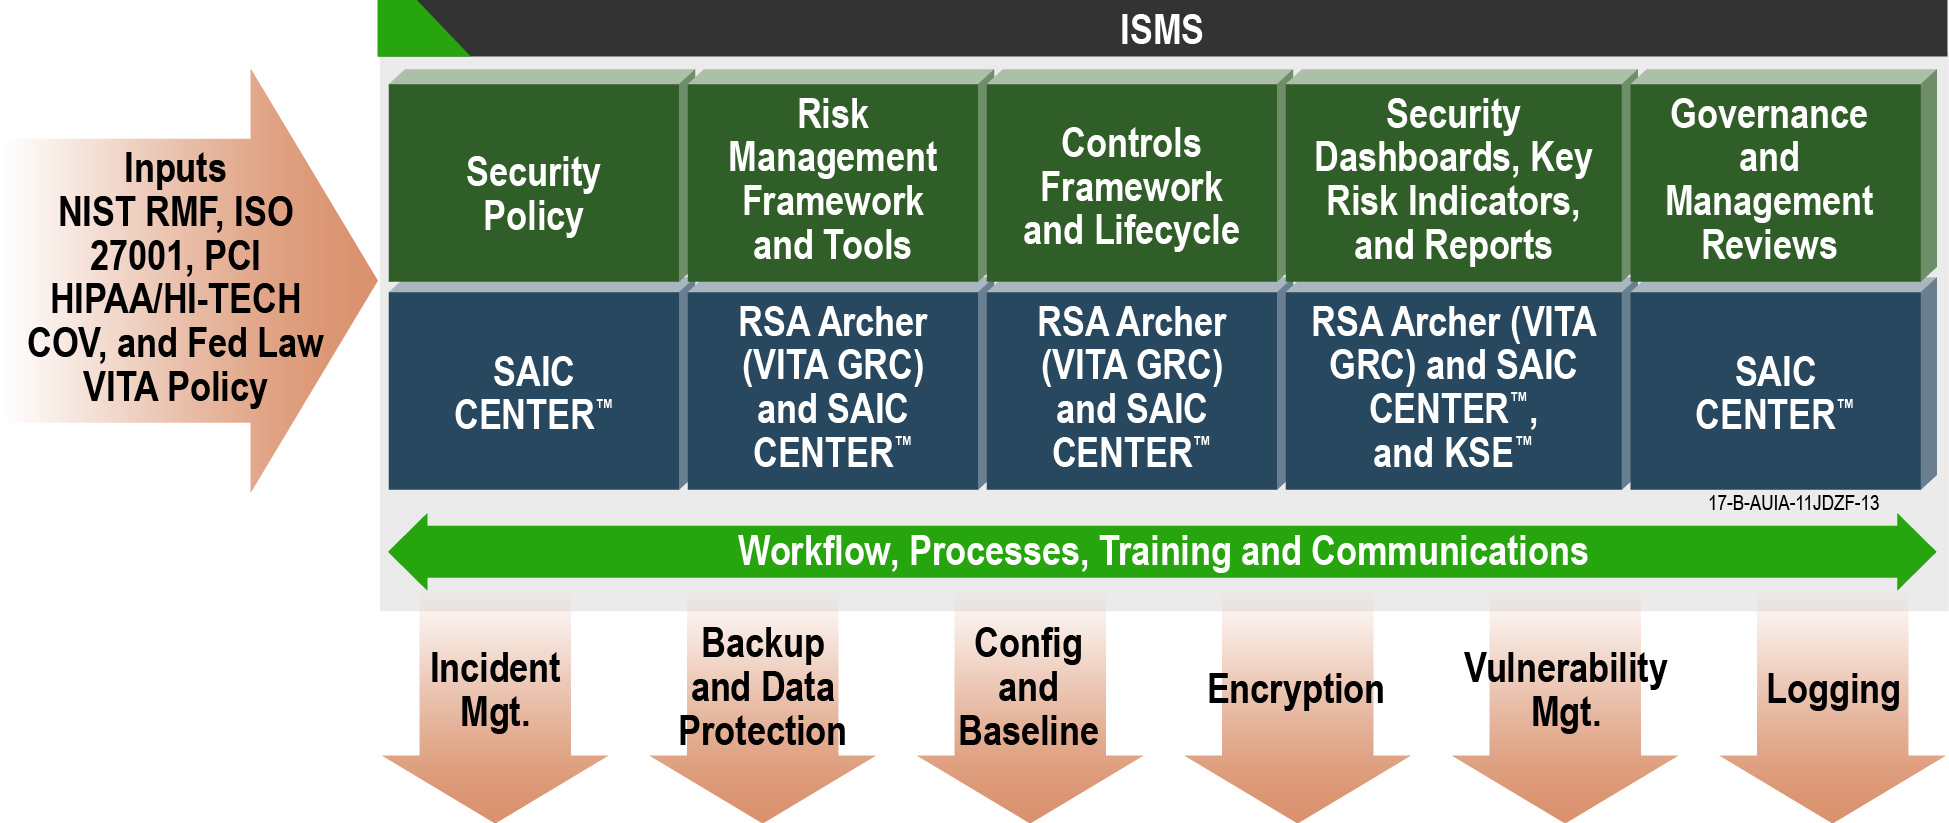 ISMS
Inputs
NIST RMF, ISO
27001, PCI
HIPAA/HI-TECH
COV, and Fed Law
VITA Policy
Security
Policy
Risk
Management
Framework
and Tools
Controls
Framework
and Lifecycle
Security
Dashboards, Key
Risk Indicators,
and Reports
Governance
and
Management
Reviews
SAIC
CENTER™
RSA Archer
(VITA GRC)
and SAIC
CENTER™
RSA Archer
(VITA GRC)
and SAIC
CENTER™
RSA Archer (VITA
GRC) and SAIC
CENTER™,
and KSE™
SAIC
CENTER™
17-B-AUIA-11JDZF-13
Workflow, Processes, Training and Communications
Incident
Mgt.
Backup
and Data
Protection
Config
and
Baseline
Encryption
Vulnerability
Mgt.
Logging